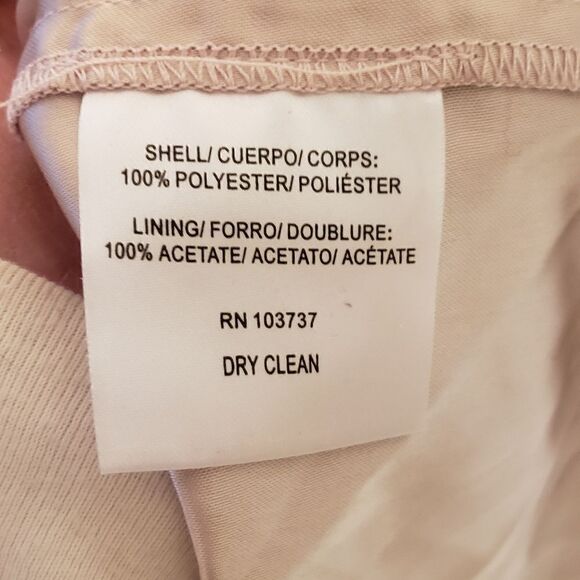 SHELL/ CUERPO/ CORPS:
100% POLYESTER/ POLIÉSTER
LINING/ FORRO/ DOUBLURE:
100% ACETATE/ ACETATO/ ACÉTATE
RN 103737
DRY CLEAN